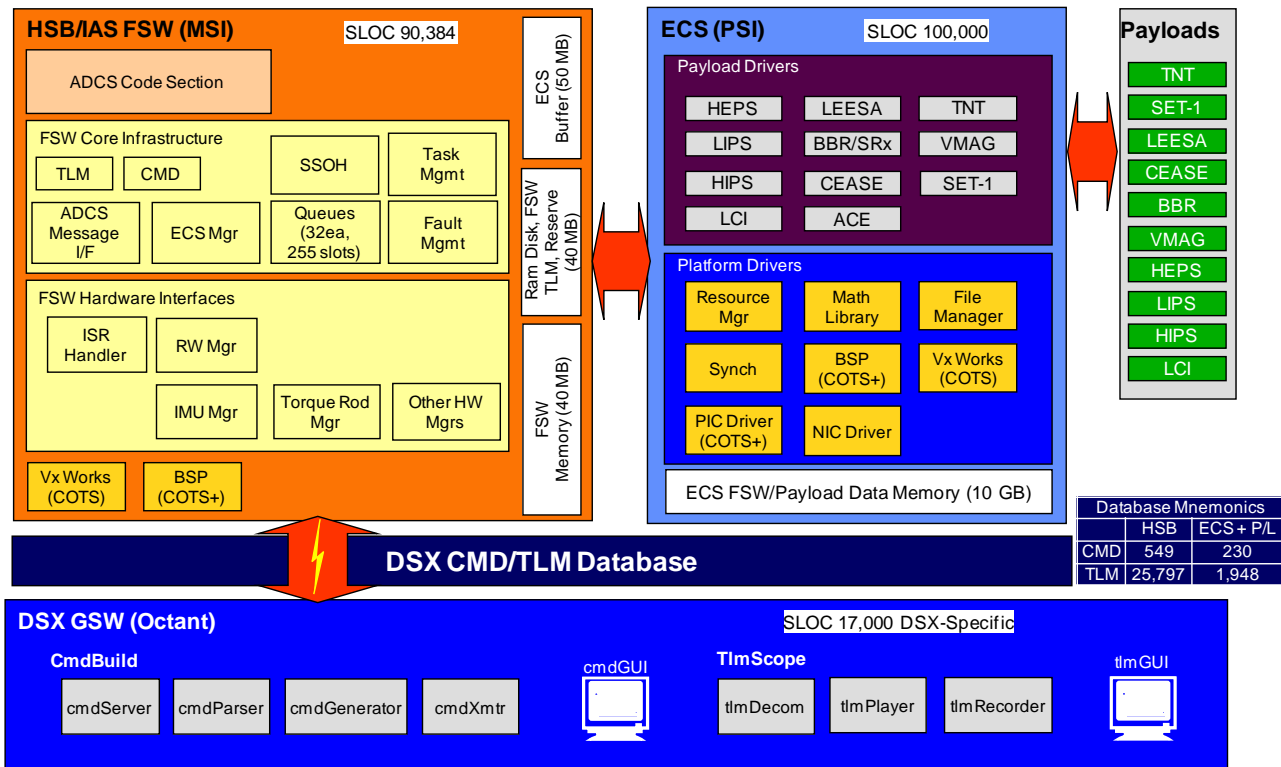 HSB/IAS FSW (MSI)
SLOC 90,384
ADCS Code Section
FSW Core Infrastructure
TLM
CMD
SSOH
Task
Mgmt
ADCS
Message
I/F
ECS Mgr
Queues
(32ea,
255 slots)
Fault
Mgmt
FSW Hardware Interfaces
ISR
Handler
RW Mgr
IMU Mgr
Torque Rod
Mgr
Other HW
Mgrs
Vx Works
(COTS)
BSP
(COTS+)
ECS
Buffer (50 MB)
Ram Disk, FSW
TLM, Reserve
(40 MB)
FSW
Memory (40 MB)
ECS (PSI)
SLOC 100,000
Payload Drivers
HEPS
LEESA
TNT
LIPS
BBR/SRx
VMAG
HIPS
CEASE
SET-1
LCI
ACE
Platform Drivers
Resource
Mgr
Math
Library
File
Manager
Synch
BSP
(COTS+)
Vx Works
(COTS)
PIC Driver
(COTS+)
NIC Driver
ECS FSW/Payload Data Memory (10 GB)
Payloads
TNT
SET-1
LEESA
CEASE
BBR
VMAG
HEPS
LIPS
HIPS
LCI
Database Mnemonics
HSB ECS + P/L
CMD 549 230
TLM 25,797 1,948
DSX CMD/TLM Database
DSX GSW (Octant)
SLOC 17,000 DSX-Specific
CmdBuild
cmdServer
cmdParser
cmdGenerator
cmdXmtr
cmdGUI
TlmScope
tlmDecom
tlmPlayer
tlmRecorder
tlmGUI